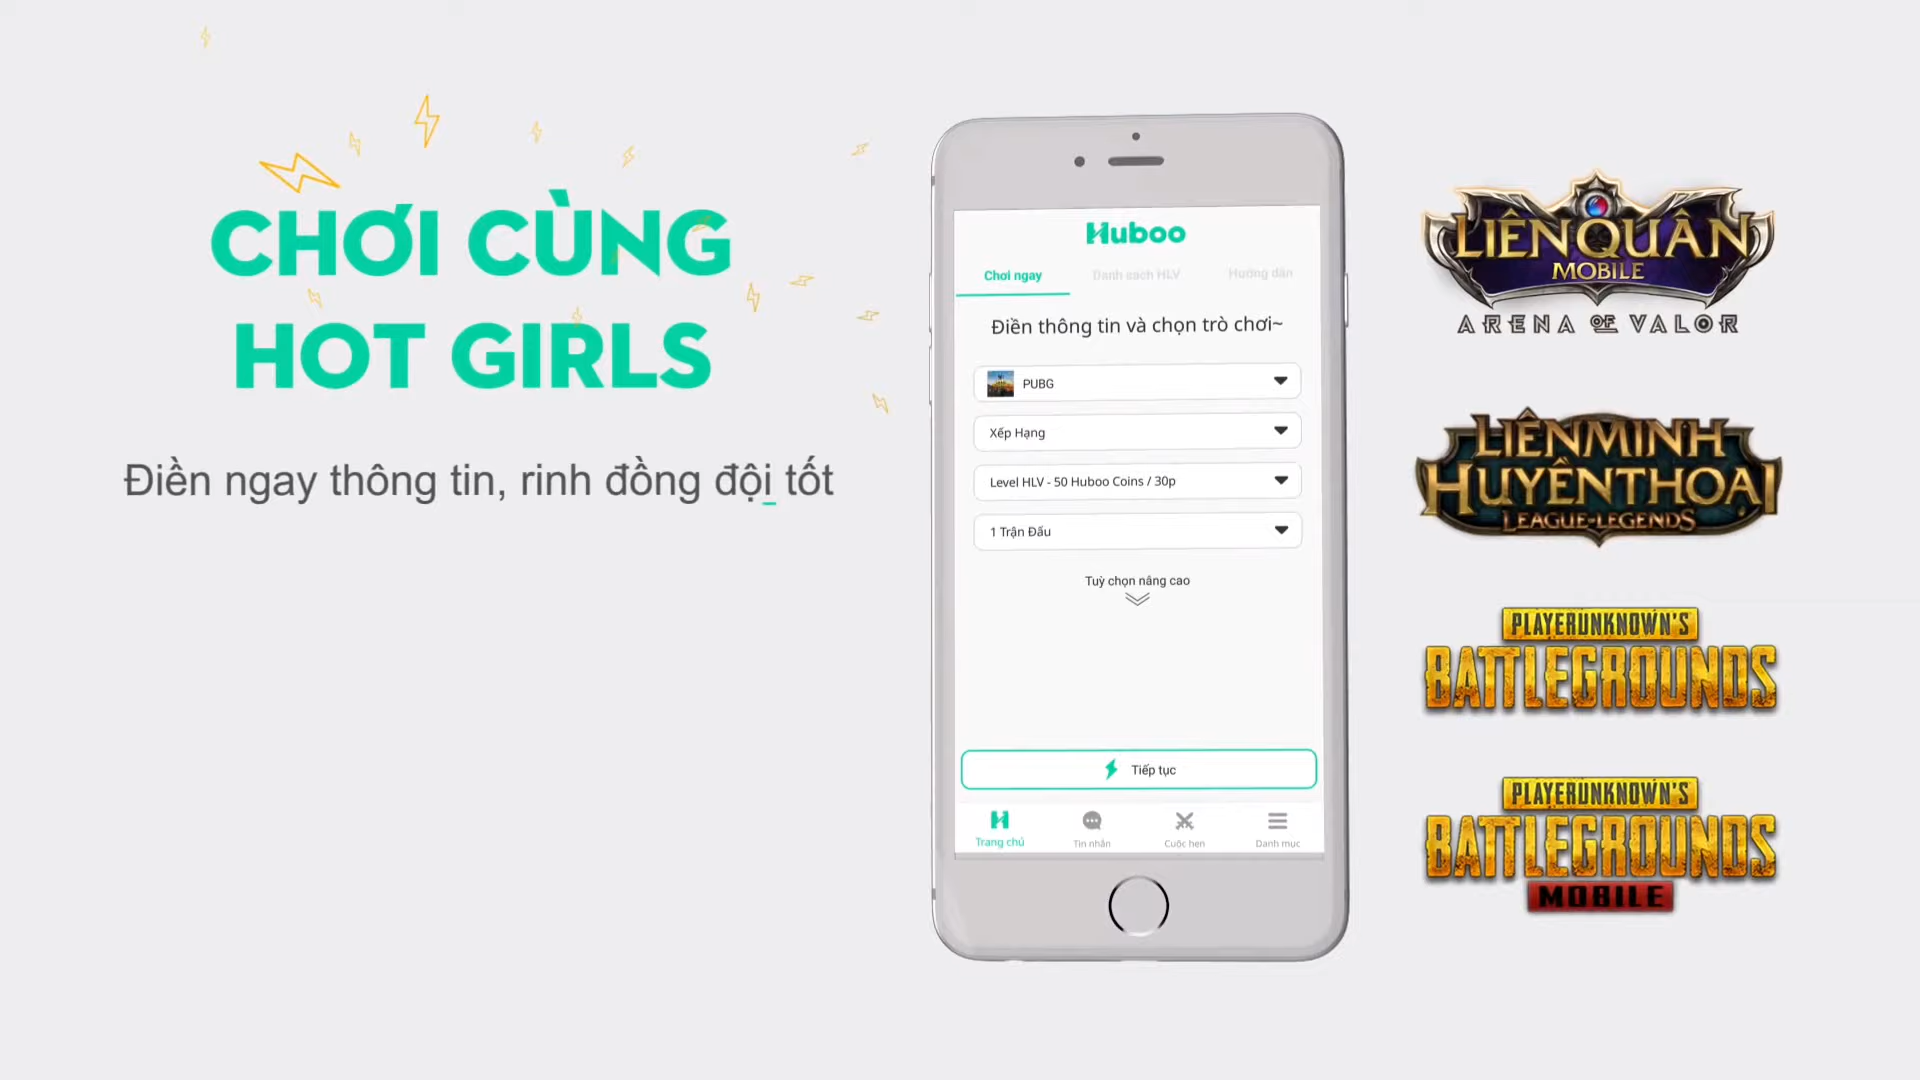 CHƠI CÙNG
HOT GIRLS
Điền ngay thông tin, rinh đồng đội tốt
Huboo
Chơi ngay
Danh sách HLV
Hướng dẫn
Điền thông tin và chọn trò chơi~
PUBG
Xếp Hạng
Level HLV - 50 Huboo Coins / 30p
1 Trận Đấu
Tuỳ chọn nâng cao
Tiếp tục
Trang chủ
Tin nhắn
Cuộc hẹn
Danh mục
LIÊN QUÂN
MOBILE
ARENA OF VALOR
LIÊN MINH
HUYỀN THOẠI
LEAGUE OF LEGENDS
PLAYERUNKNOWN'S
BATTLEGROUNDS
PLAYERUNKNOWN'S
BATTLEGROUNDS
MOBILE